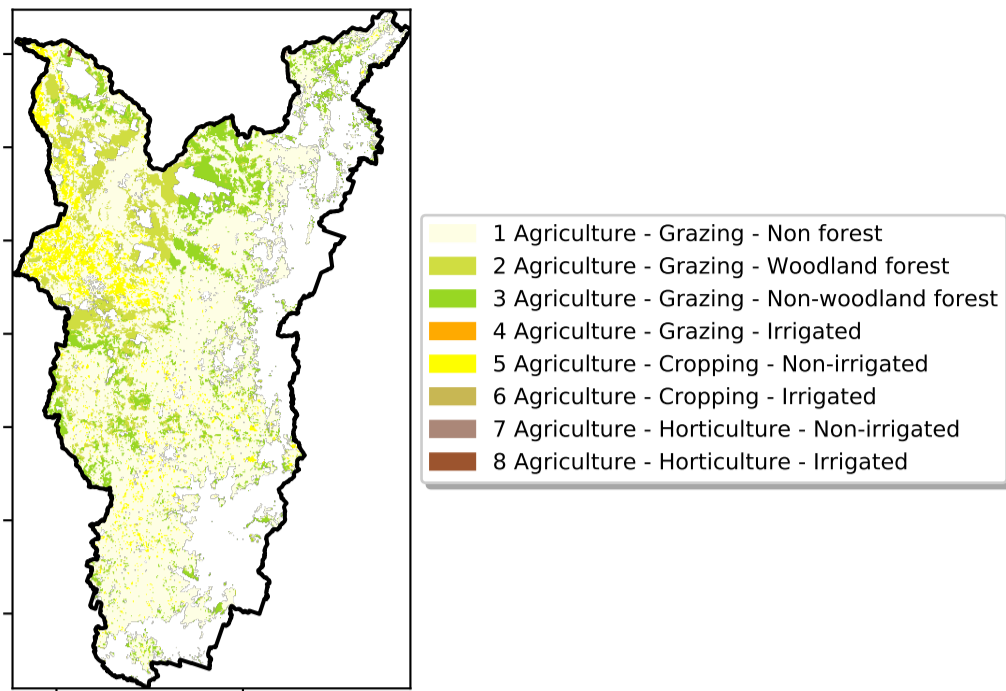 1 Agriculture - Grazing - Non forest
2 Agriculture - Grazing - Woodland forest
3 Agriculture - Grazing - Non-woodland forest
4 Agriculture - Grazing - Irrigated
5 Agriculture - Cropping - Non-irrigated
6 Agriculture - Cropping - Irrigated
7 Agriculture - Horticulture - Non-irrigated
8 Agriculture - Horticulture - Irrigated